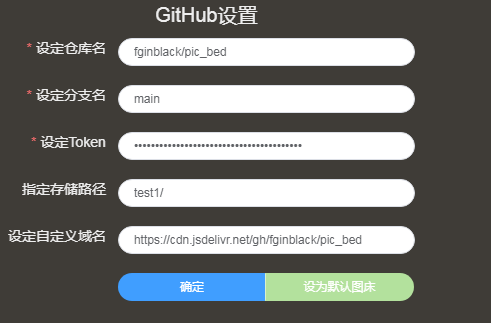 GitHub设置
* 设定仓库名 fginblack/pic_bed
* 设定分支名 main
* 设定Token ••••••••••••••••••••••••••••••••••••••••
指定存储路径 test1/
设定自定义域名 https://cdn.jsdelivr.net/gh/fginblack/pic_bed
确定 设为默认图床